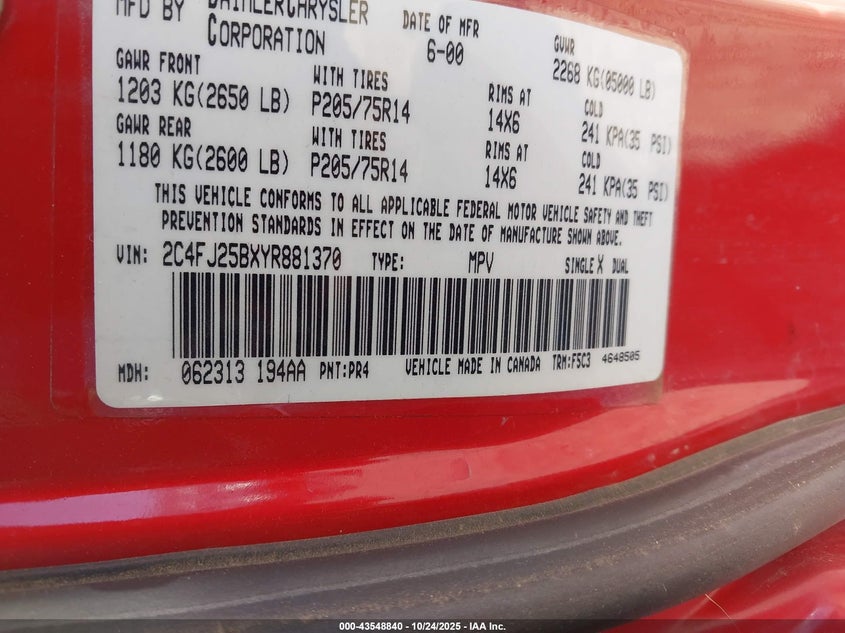 MFD BY DAIMLERCHRYSLER CORPORATION DATE OF MFR 6-00 GVWR 2268 KG(05000 LB)
GAWR FRONT WITH TIRES RIMS AT COLD
1203 KG(2650 LB) P205/75R14 14X6 241 KPA(35 PSI)
GAWR REAR WITH TIRES RIMS AT COLD
1180 KG(2600 LB) P205/75R14 14X6 241 KPA(35 PSI)
THIS VEHICLE CONFORMS TO ALL APPLICABLE FEDERAL MOTOR VEHICLE SAFETY AND THEFT
PREVENTION STANDARDS IN EFFECT ON THE DATE OF MANUFACTURE SHOWN ABOVE.
VIN: 2C4FJ25BXYR881370 TYPE: MPV SINGLE X DUAL
MDH: 062313 194AA PNT:PR4 VEHICLE MADE IN CANADA TRM:F5C3 4648505
000-43548840 - 10/24/2025 - IAA Inc.